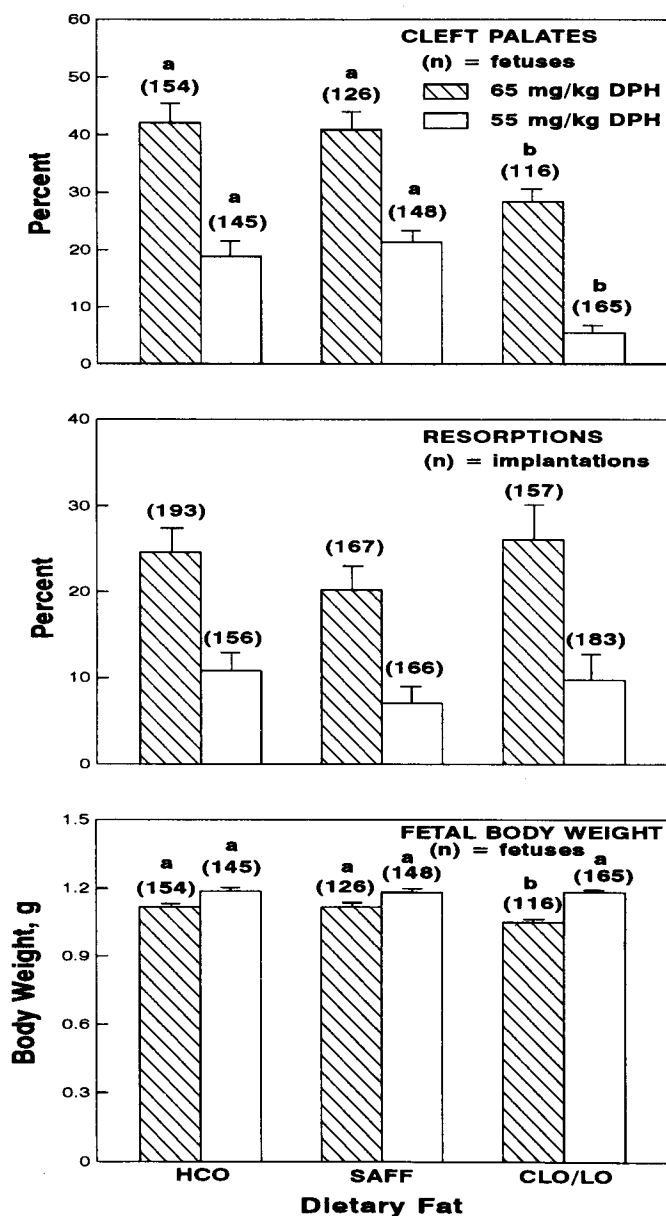 CLEFT PALATES
(n) = fetuses
65 mg/kg DPH
55 mg/kg DPH
Percent
60
50
40
30
20
10
0
a
(154)
a
(145)
a
(126)
a
(148)
b
(116)
b
(165)
RESORPTIONS
(n) = implantations
Percent
40
30
20
10
0
(193)
(156)
(167)
(166)
(157)
(183)
FETAL BODY WEIGHT
(n) = fetuses
Body Weight, g
1.5
1.2
0.9
0.6
0.3
0
a
(154)
a
(145)
a
(126)
a
(148)
b
(116)
a
(165)
HCO
SAFF
CLO/LO
Dietary Fat